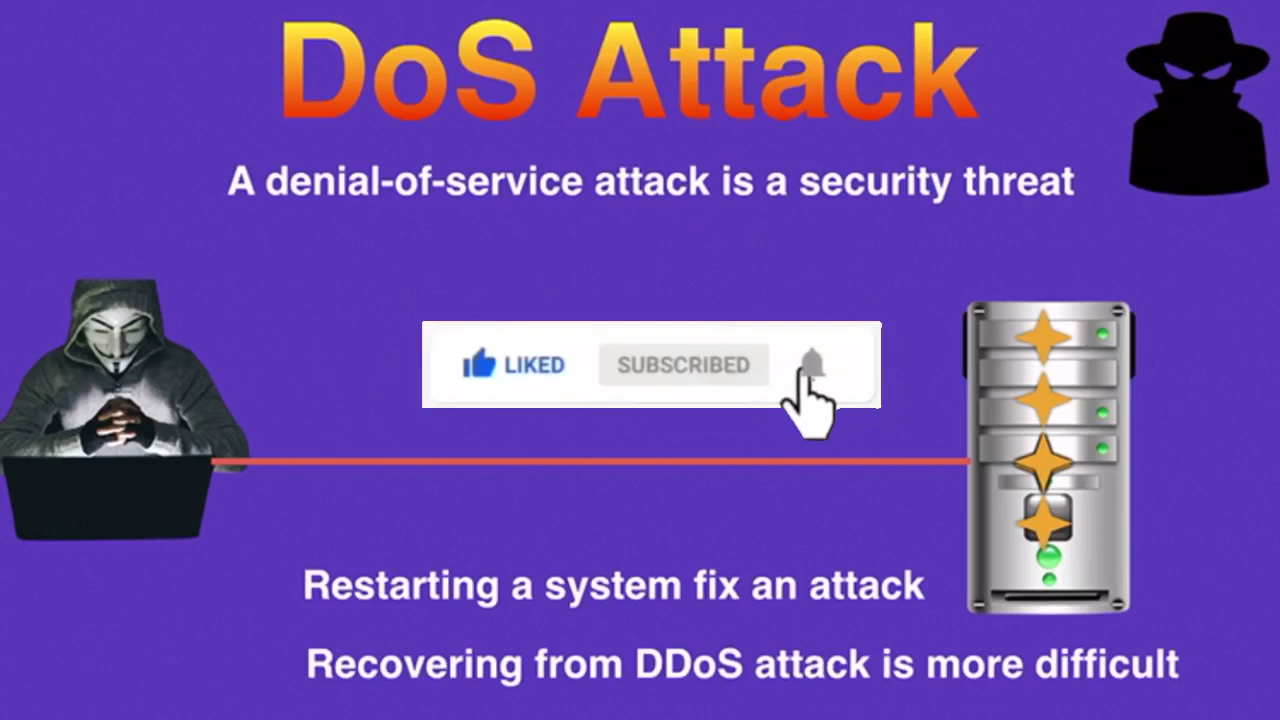 DoS Attack
A denial-of-service attack is a security threat
LIKED SUBSCRIBED
Restarting a system fix an attack
Recovering from DDoS attack is more difficult